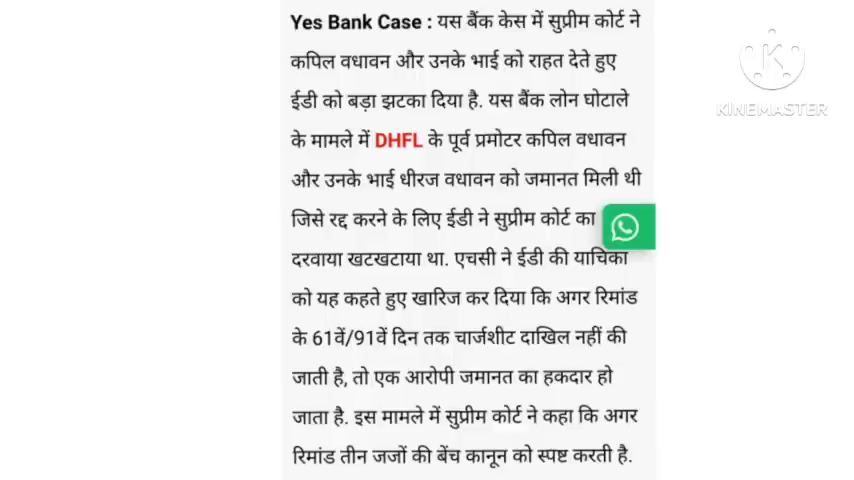 Yes Bank Case : यस बैंक केस में सुप्रीम कोर्ट ने
कपिल वधावन और उनके भाई को राहत देते हुए
ईडी को बड़ा झटका दिया है. यस बैंक लोन घोटाले
के मामले में DHFL के पूर्व प्रमोटर कपिल वधावन
और उनके भाई धीरज वधावन को जमानत मिली थी
जिसे रद्द करने के लिए ईडी ने सुप्रीम कोर्ट का
दरवाया खटखटाया था. एचसी ने ईडी की याचिका
को यह कहते हुए खारिज कर दिया कि अगर रिमांड
के 61वें/91वें दिन तक चार्जशीट दाखिल नहीं की
जाती है, तो एक आरोपी जमानत का हकदार हो
जाता है. इस मामले में सुप्रीम कोर्ट ने कहा कि अगर
रिमांड तीन जजों की बेंच कानून को स्पष्ट करती है.
K
KINEMASTER